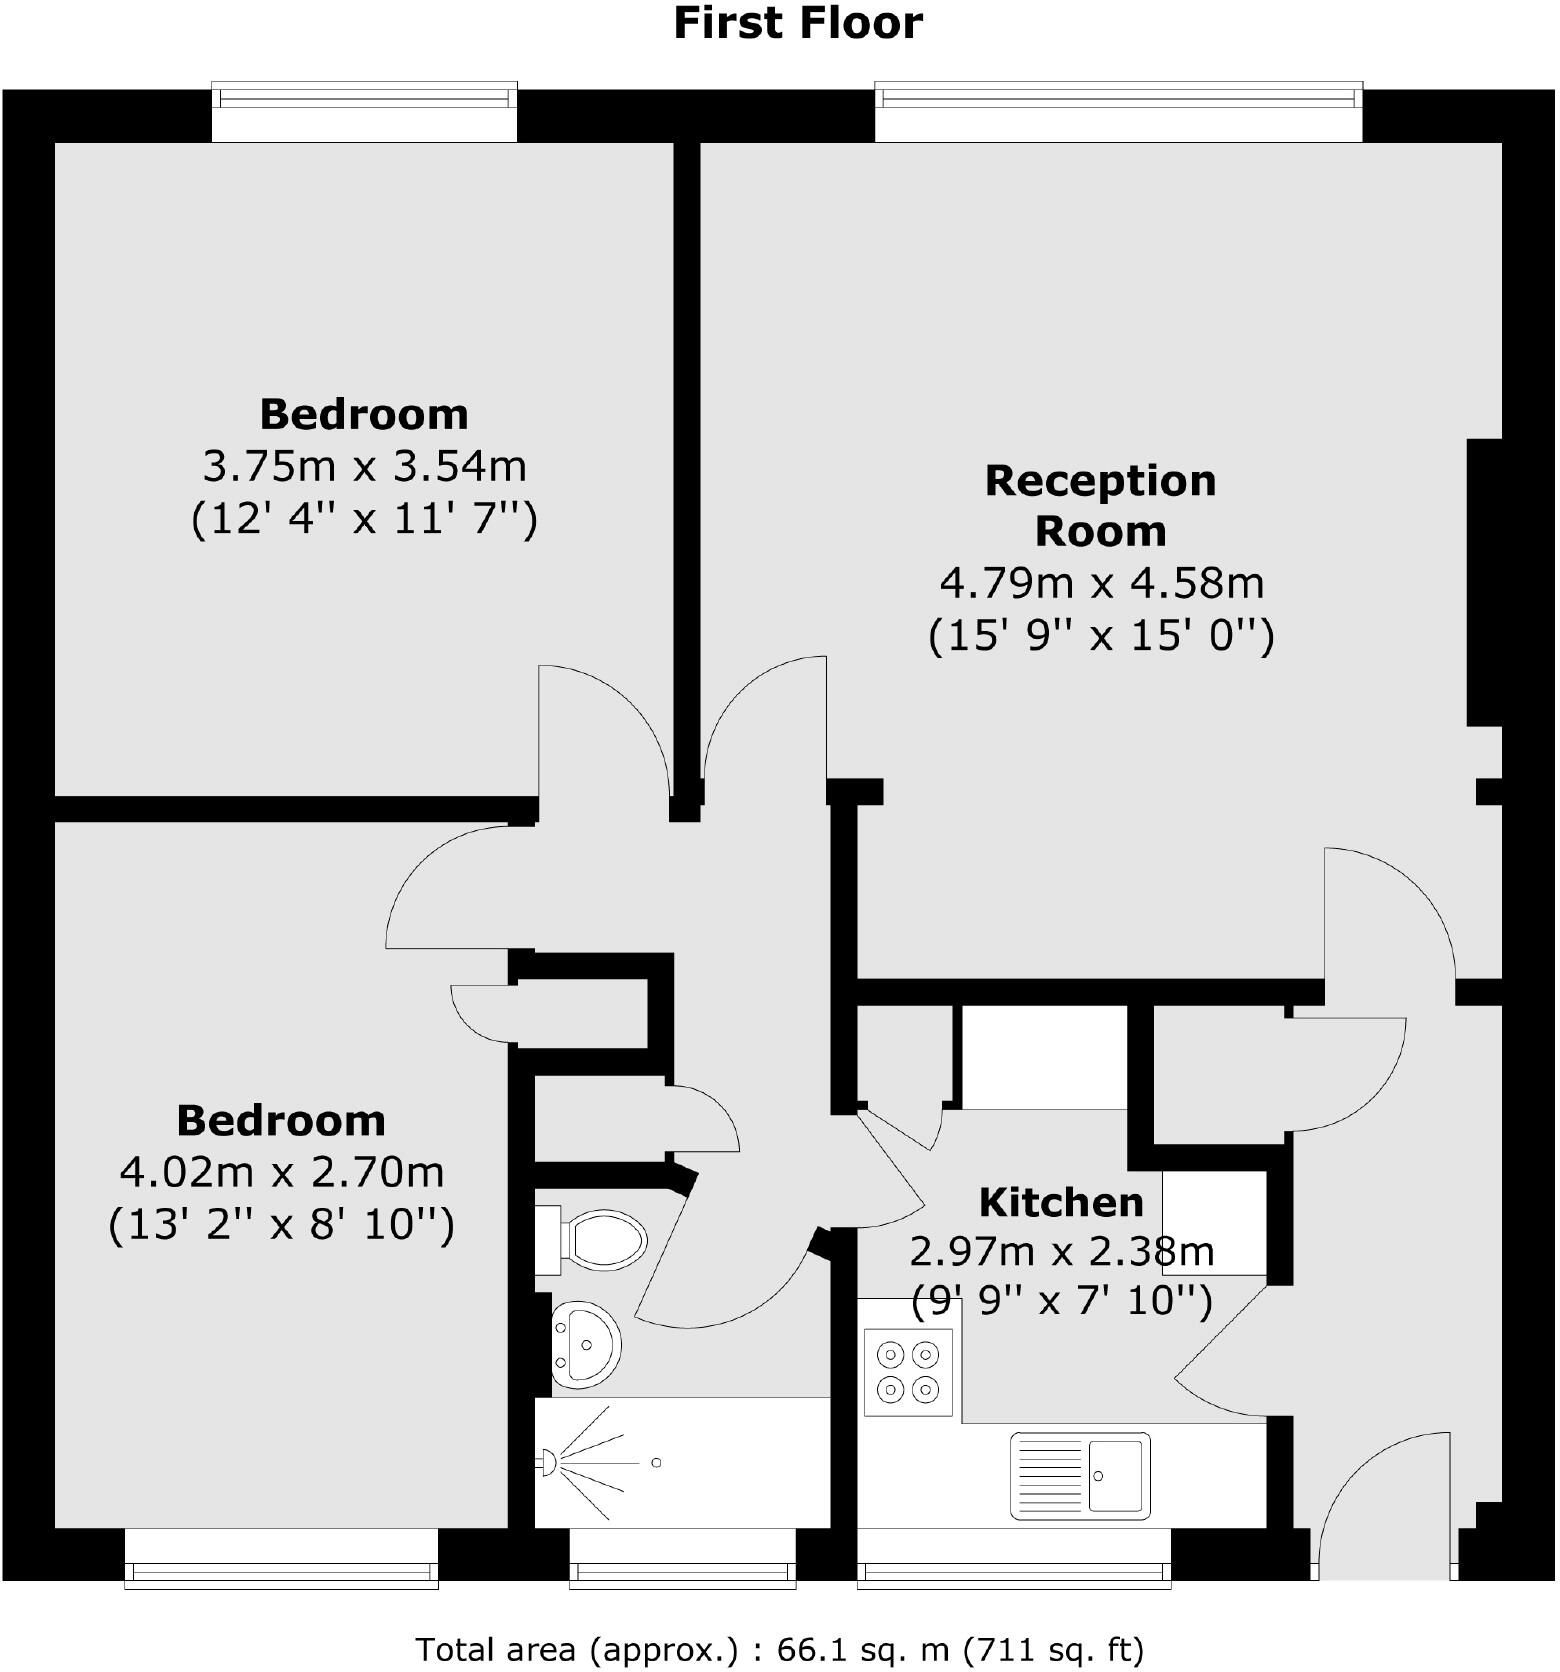 First Floor
Bedroom
3.75m x 3.54m
(12' 4'' x 11' 7'')
Reception
Room
4.79m x 4.58m
(15' 9'' x 15' 0'')
Bedroom
4.02m x 2.70m
(13' 2'' x 8' 10'')
Kitchen
2.97m x 2.38m
(9' 9'' x 7' 10'')
Total area (approx.) : 66.1 sq. m (711 sq. ft)